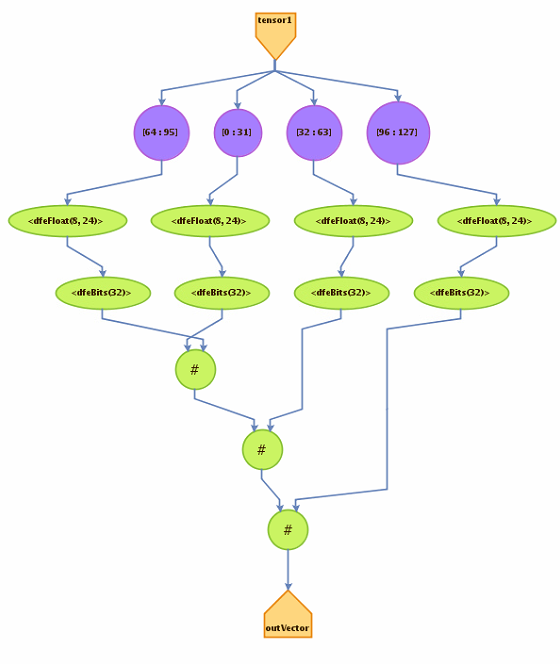 tensor1
[64 : 95]
[0 : 31]
[32 : 63]
[96 : 127]
<dfeFloat(8, 24)>
<dfeFloat(8, 24)>
<dfeFloat(8, 24)>
<dfeFloat(8, 24)>
<dfeBits(32)>
<dfeBits(32)>
<dfeBits(32)>
<dfeBits(32)>
#
#
#
outVector